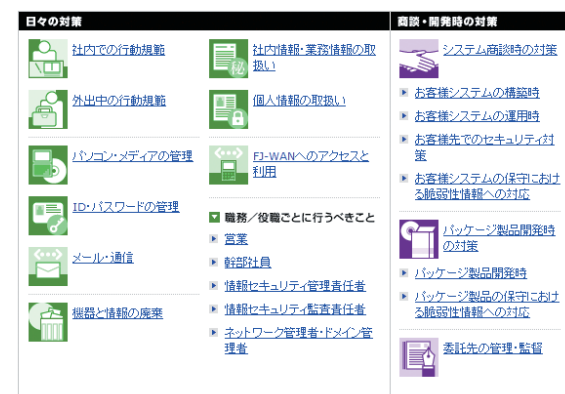 日々の対策
社内での行動規範
外出中の行動規範
パソコン・メディアの管理
ID・パスワードの管理
メール・通信
機器と情報の廃棄
社内情報・業務情報の取
扱い
秘
個人情報の取扱い
FJ-WANへのアクセスと
利用
職務／役職ごとに行うべきこと
営業
幹部社員
情報セキュリティ管理責任者
情報セキュリティ監査責任者
ネットワーク管理者・ドメイン管
理者
商談・開発時の対策
システム商談時の対策
お客様システムの構築時
お客様システムの運用時
お客様先でのセキュリティ対
策
お客様システムの保守におけ
る脆弱性情報への対応
パッケージ製品開発時
の対策
パッケージ製品開発時
パッケージ製品の保守におけ
る脆弱性情報への対応
委託先の管理・監督